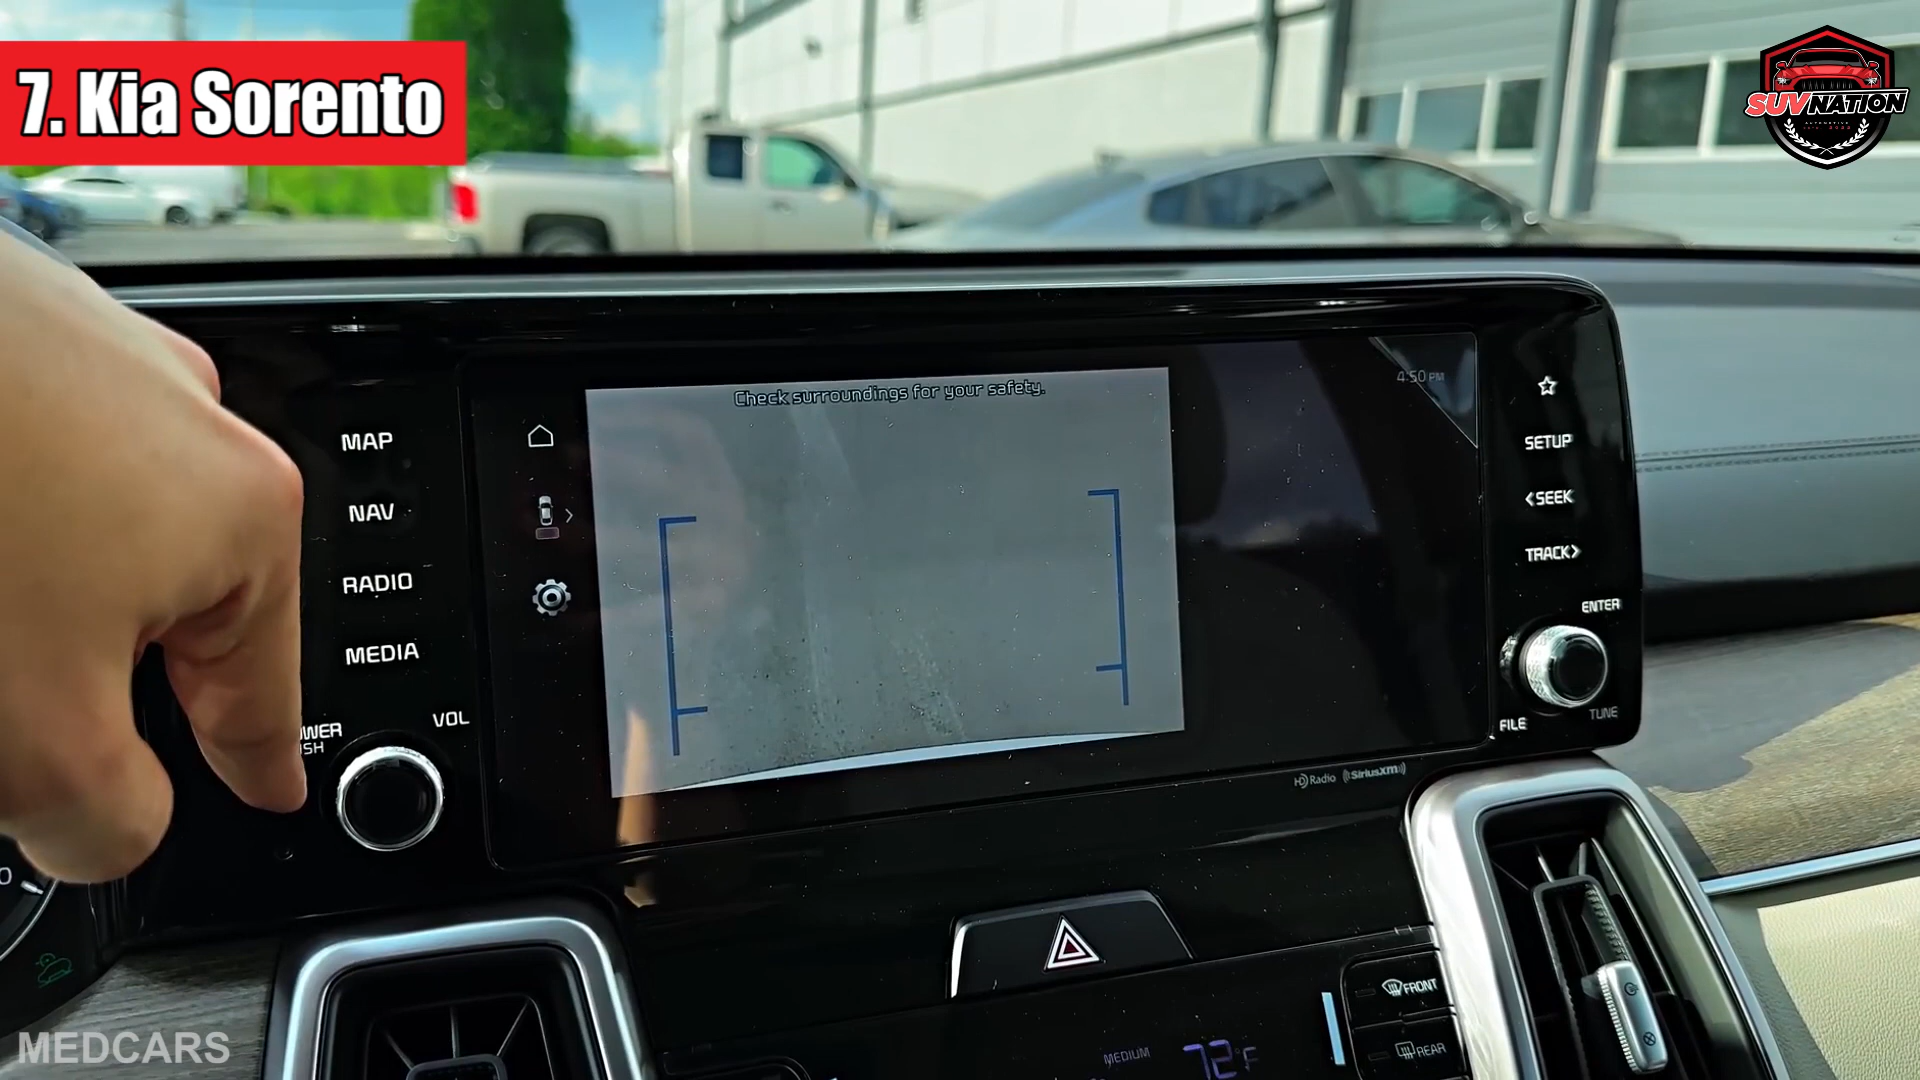 7. Kia Sorento
SUVNATION
AUTOMOTIVE
Check surroundings for your safety.
4:50 PM
MAP
NAV
RADIO
MEDIA
VOL
SETUP
<SEEK
TRACK>
ENTER
FILE
TUNE
HD Radio
((SiriusXM))
FRONT
REAR
MEDIUM
72°F
MEDCARS